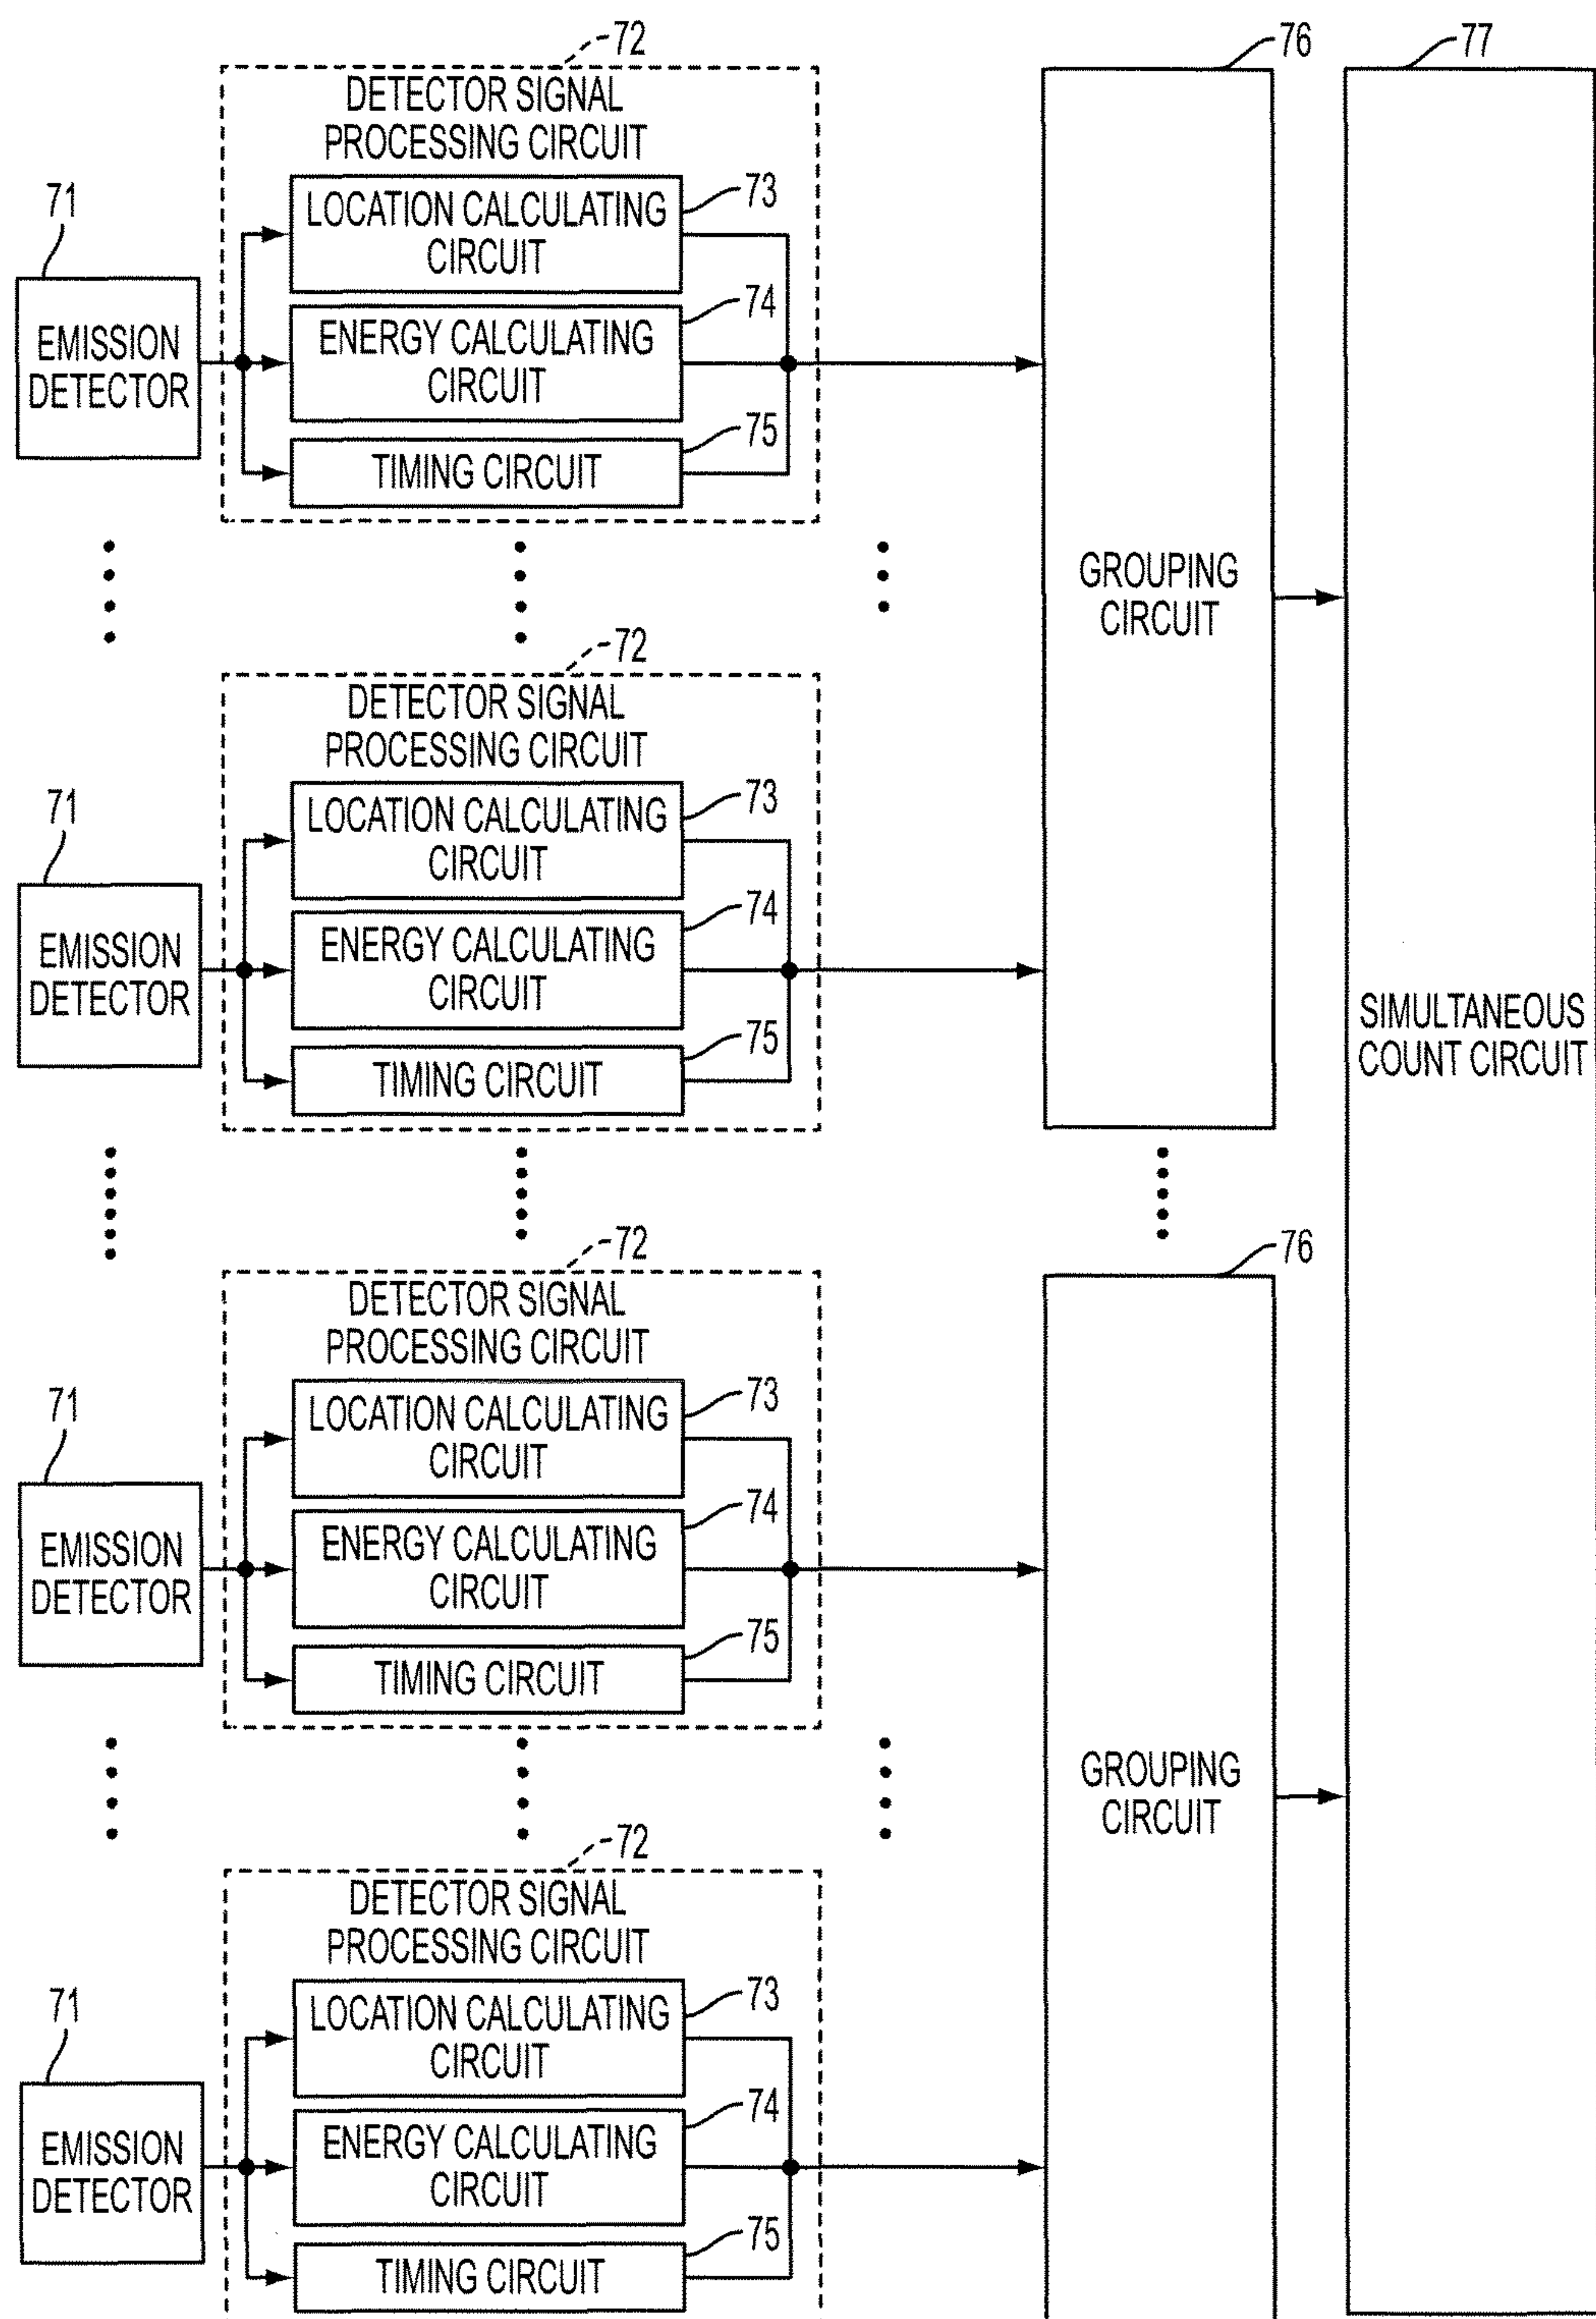 72
76
77
DETECTOR SIGNAL
PROCESSING CIRCUIT
71
LOCATION CALCULATING
CIRCUIT
73
EMISSION
DETECTOR
ENERGY CALCULATING
CIRCUIT
74
TIMING CIRCUIT
75
GROUPING
CIRCUIT
72
DETECTOR SIGNAL
PROCESSING CIRCUIT
71
LOCATION CALCULATING
CIRCUIT
73
EMISSION
DETECTOR
ENERGY CALCULATING
CIRCUIT
74
TIMING CIRCUIT
75
SIMULTANEOUS
COUNT CIRCUIT
72
76
DETECTOR SIGNAL
PROCESSING CIRCUIT
71
LOCATION CALCULATING
CIRCUIT
73
EMISSION
DETECTOR
ENERGY CALCULATING
CIRCUIT
74
TIMING CIRCUIT
75
GROUPING
CIRCUIT
72
DETECTOR SIGNAL
PROCESSING CIRCUIT
71
LOCATION CALCULATING
CIRCUIT
73
EMISSION
DETECTOR
ENERGY CALCULATING
CIRCUIT
74
TIMING CIRCUIT
75